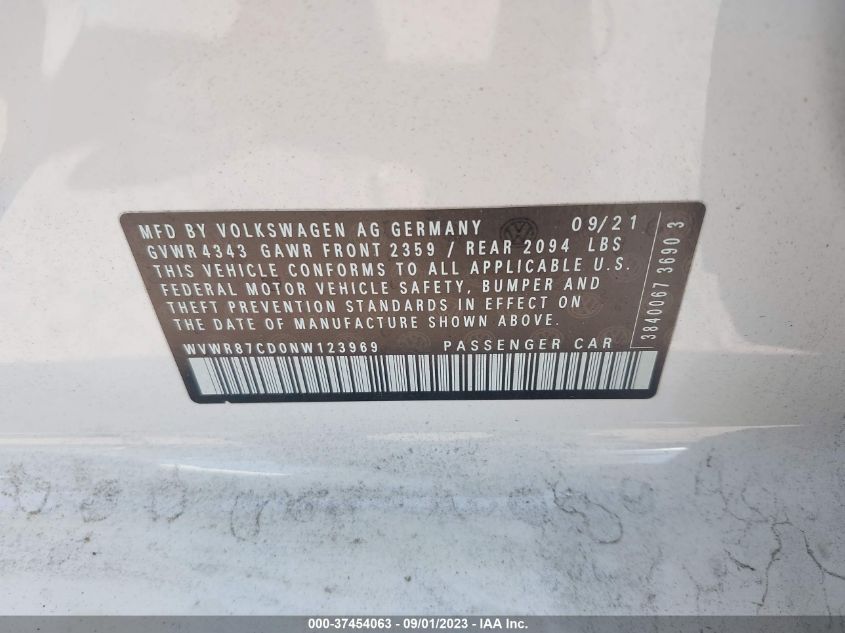 MFD BY VOLKSWAGEN AG GERMANY 09/21
GVWR 4343 GAWR FRONT 2359 / REAR 2094 LBS
THIS VEHICLE CONFORMS TO ALL APPLICABLE U.S.
FEDERAL MOTOR VEHICLE SAFETY, BUMPER AND
THEFT PREVENTION STANDARDS IN EFFECT ON
THE DATE OF MANUFACTURE SHOWN ABOVE.
WVWR87CD0NW123969 PASSENGER CAR
3840067 3690 3
000-37454063 - 09/01/2023 - IAA Inc.